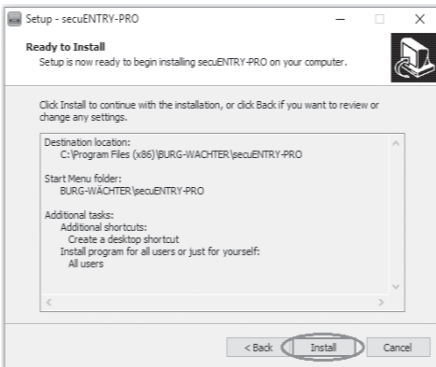 Setup - secuENTRY-PRO
Ready to Install
Setup is now ready to begin installing secuENTRY-PRO on your computer.
Click Install to continue with the installation, or click Back if you want to review or
change any settings.
Destination location:
C:\Program Files (x86)\BURG-WACHTER\secuENTRY-PRO
Start Menu folder:
BURG-WÄCHTER\secuENTRY-PRO
Additional tasks:
Additional shortcuts:
Create a desktop shortcut
Install program for all users or just for yourself:
All users
< Back Install Cancel